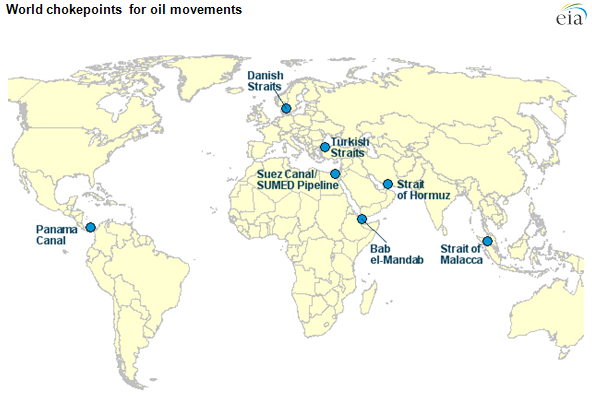 World chokepoints for oil movements
eia
Danish
Straits
Turkish
Straits
Suez Canal/
SUMED Pipeline
Strait
of Hormuz
Panama
Canal
Bab
el-Mandab
Strait of
Malacca